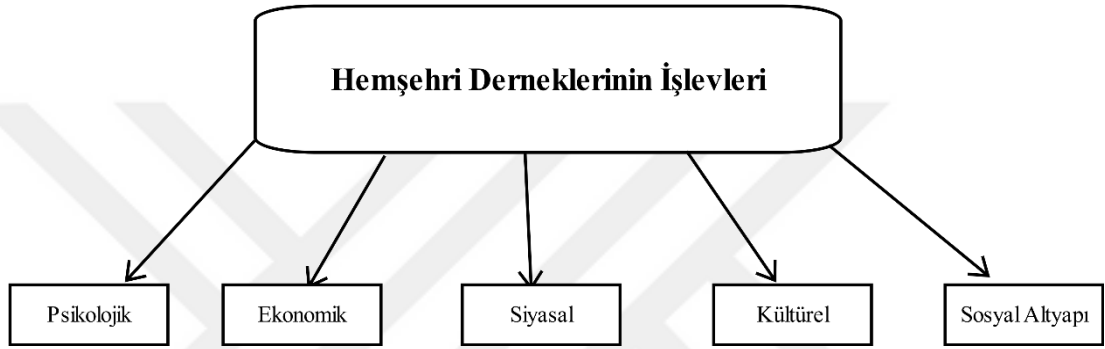 Hemşehri Derneklerinin İşlevleri
Psikolojik
Ekonomik
Siyasal
Kültürel
Sosyal Altyapı